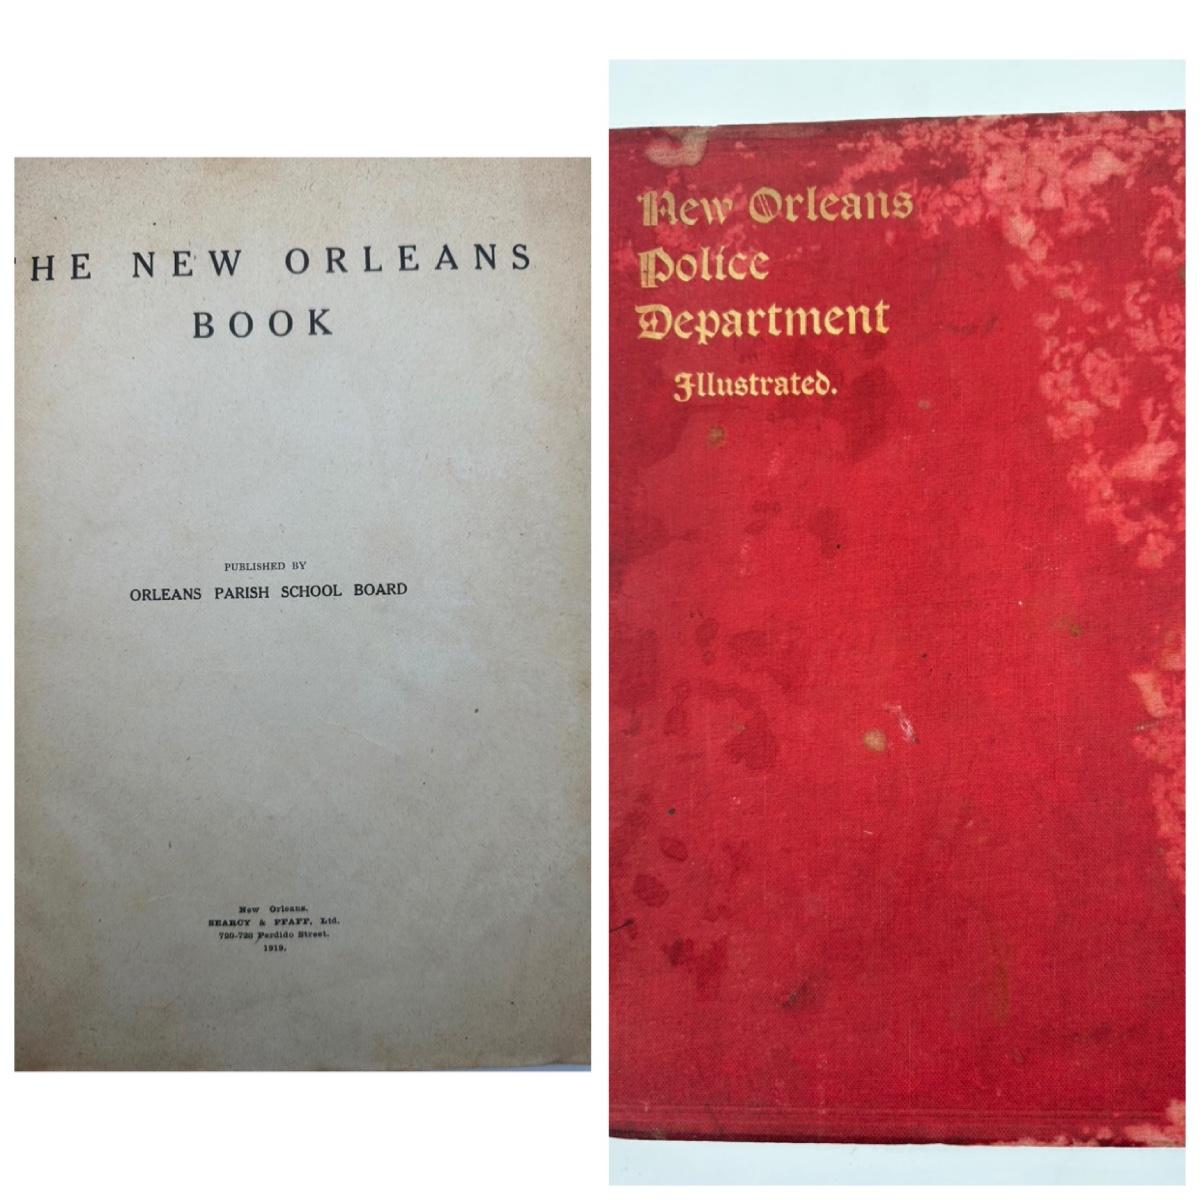 THE NEW ORLEANS
BOOK
PUBLISHED BY
ORLEANS PARISH SCHOOL BOARD
New Orleans.
SEARCY & PFAFF, Ltd.
720-728 Perdido Street.
1919.
New Orleans
Police
Department
Illustrated.